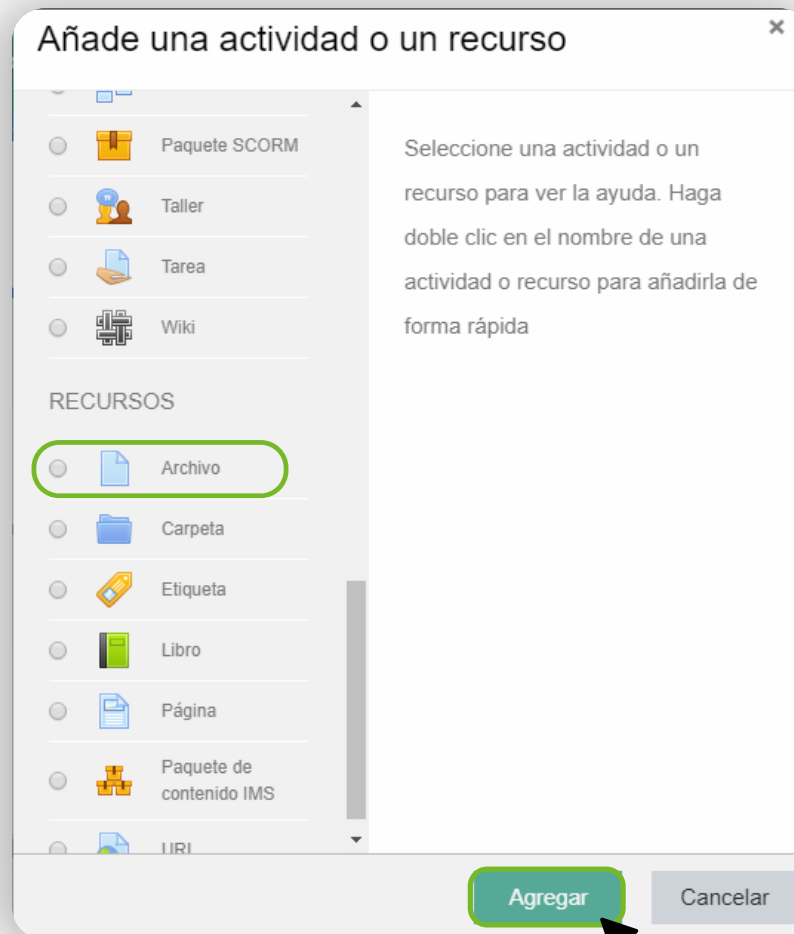 Añade una actividad o un recurso
×
Paquete SCORM
Taller
Tarea
Wiki
RECURSOS
Archivo
Carpeta
Etiqueta
Libro
Página
Paquete de
contenido IMS
URL
Seleccione una actividad o un
recurso para ver la ayuda. Haga
doble clic en el nombre de una
actividad o recurso para añadirla de
forma rápida
Agregar
Cancelar